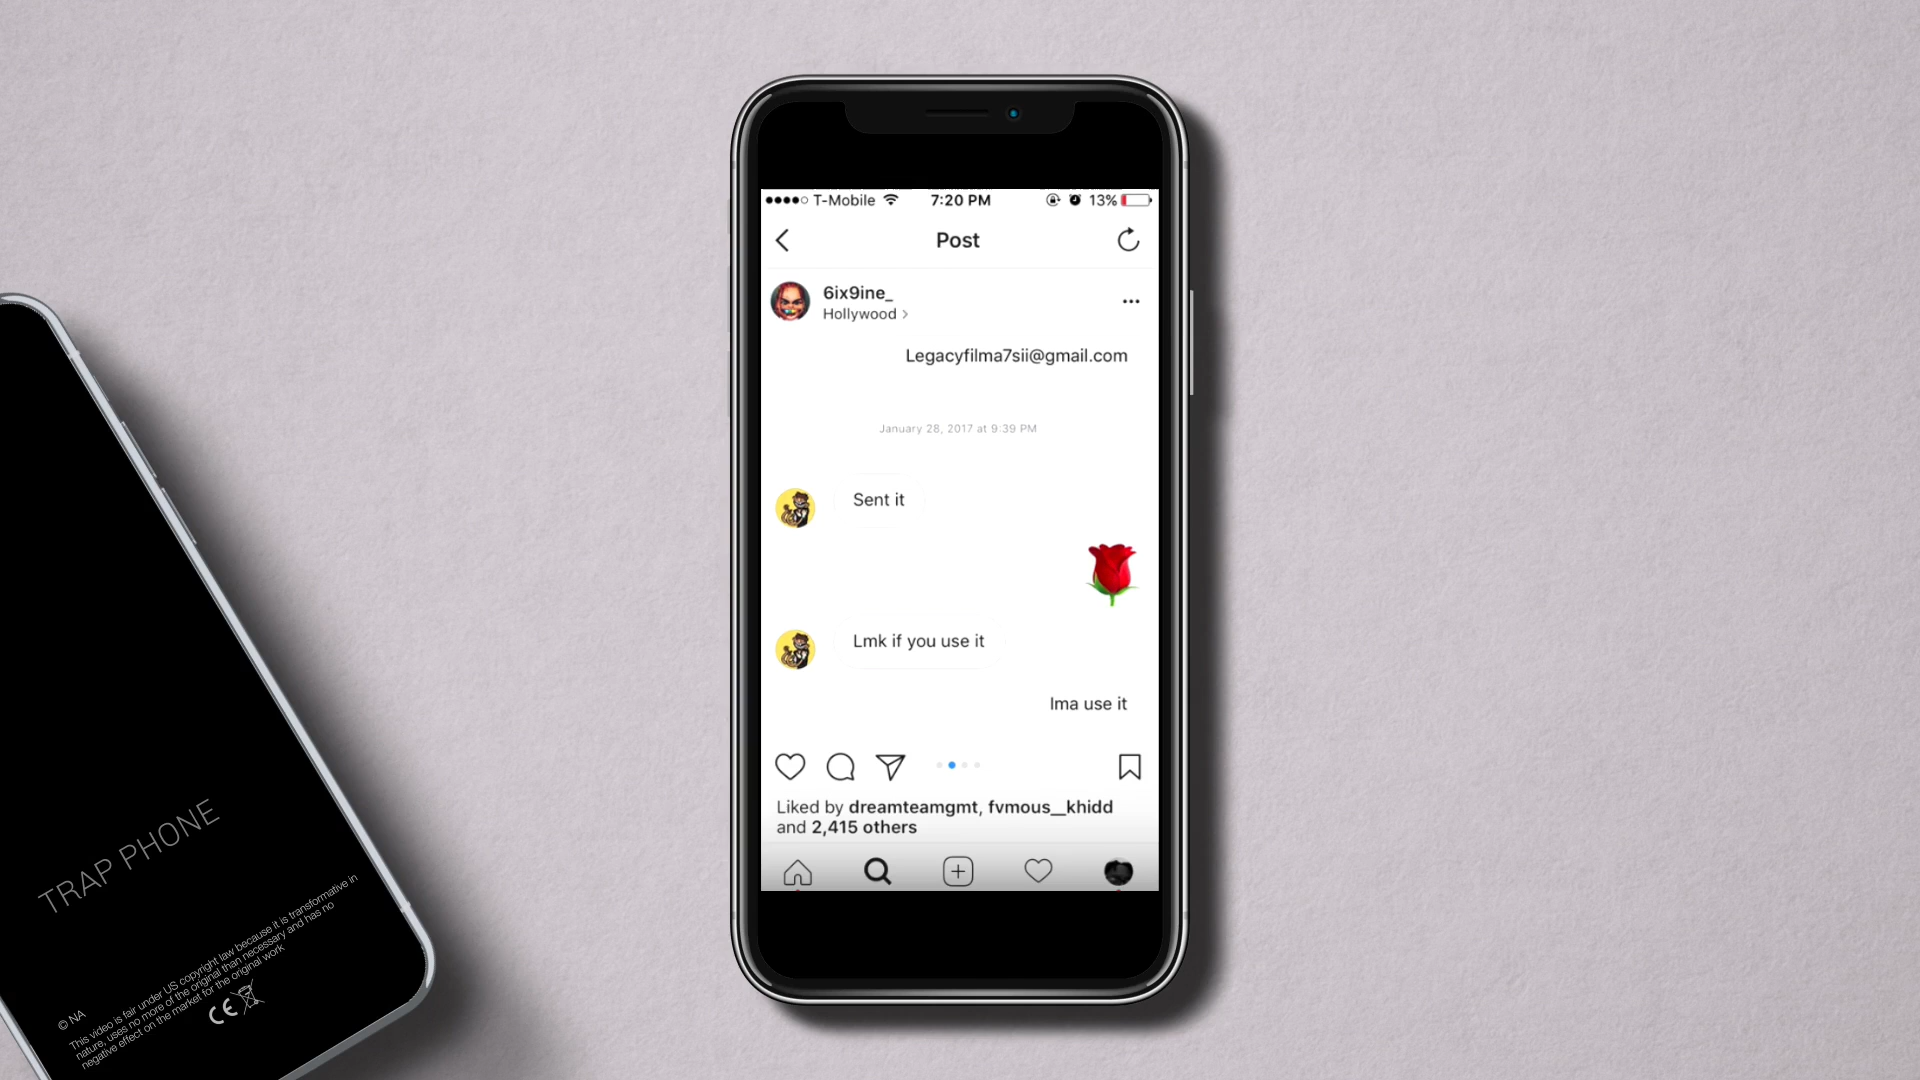 T-Mobile 7:20 PM 13%
Post
6ix9ine_
Hollywood >
Legacyfilma7sii@gmail.com
January 28, 2017 at 9:39 PM
Sent it
Lmk if you use it
Ima use it
Liked by dreamteamgmt, fvmous__khidd
and 2,415 others
TRAP PHONE
© NA
This video is fair under US copyright law because it is transformative in
nature, uses no more of the original than necessary and has no
negative effect on the market for the original work
CE